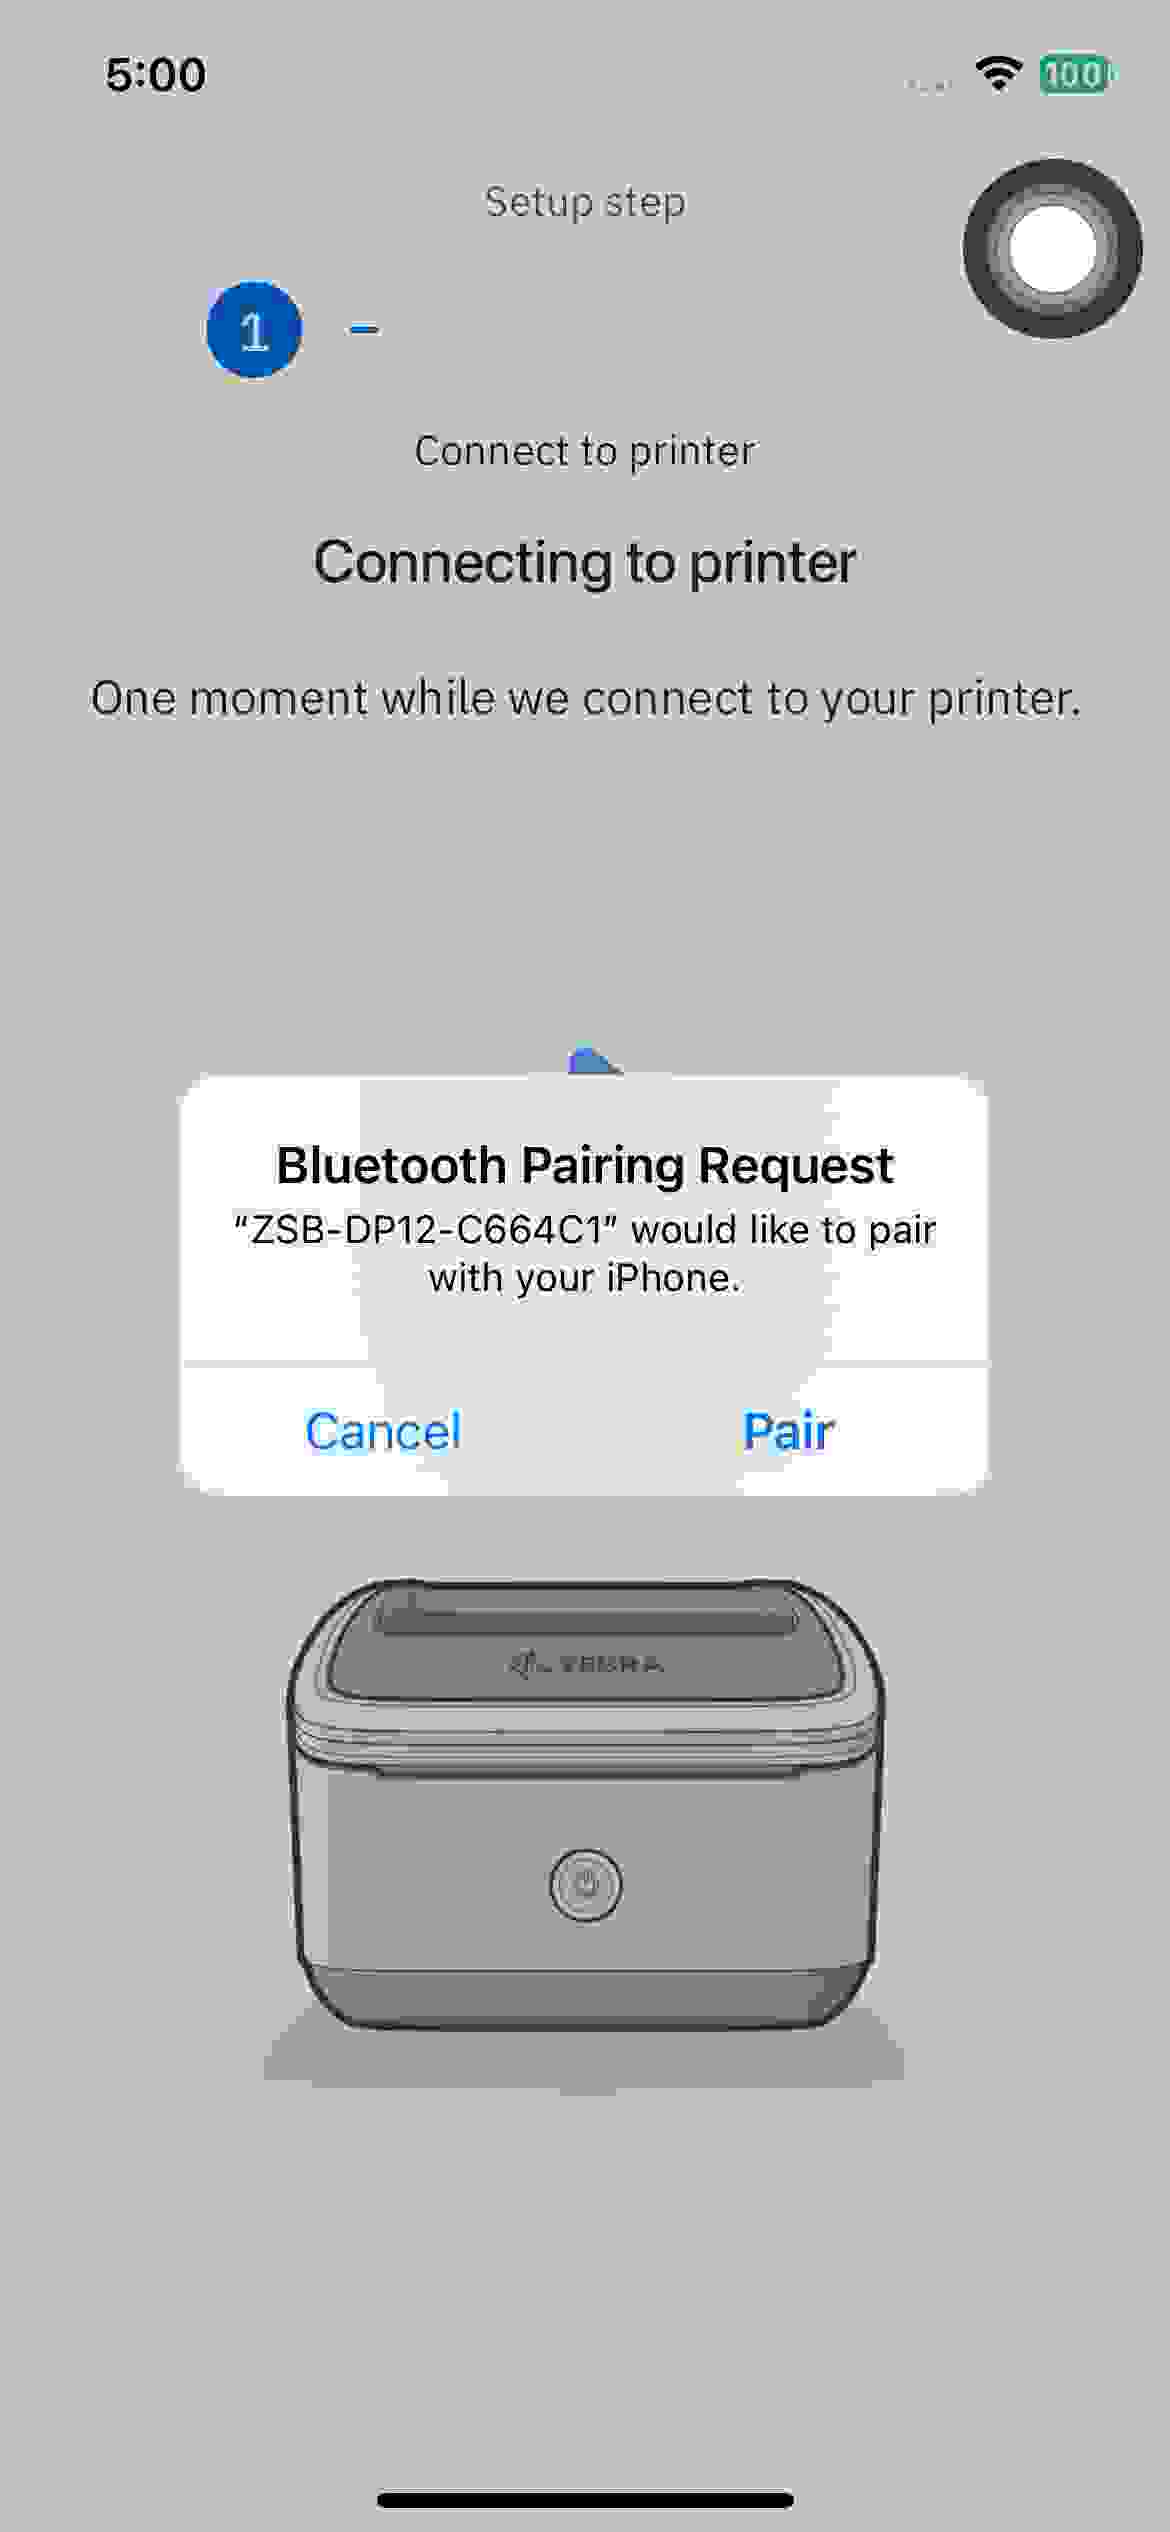 5:00
100
Setup step
1
Connect to printer
Connecting to printer
One moment while we connect to your printer.
Bluetooth Pairing Request
“ZSB-DP12-C664C1” would like to pair
with your iPhone.
Cancel
Pair
ZEBRA